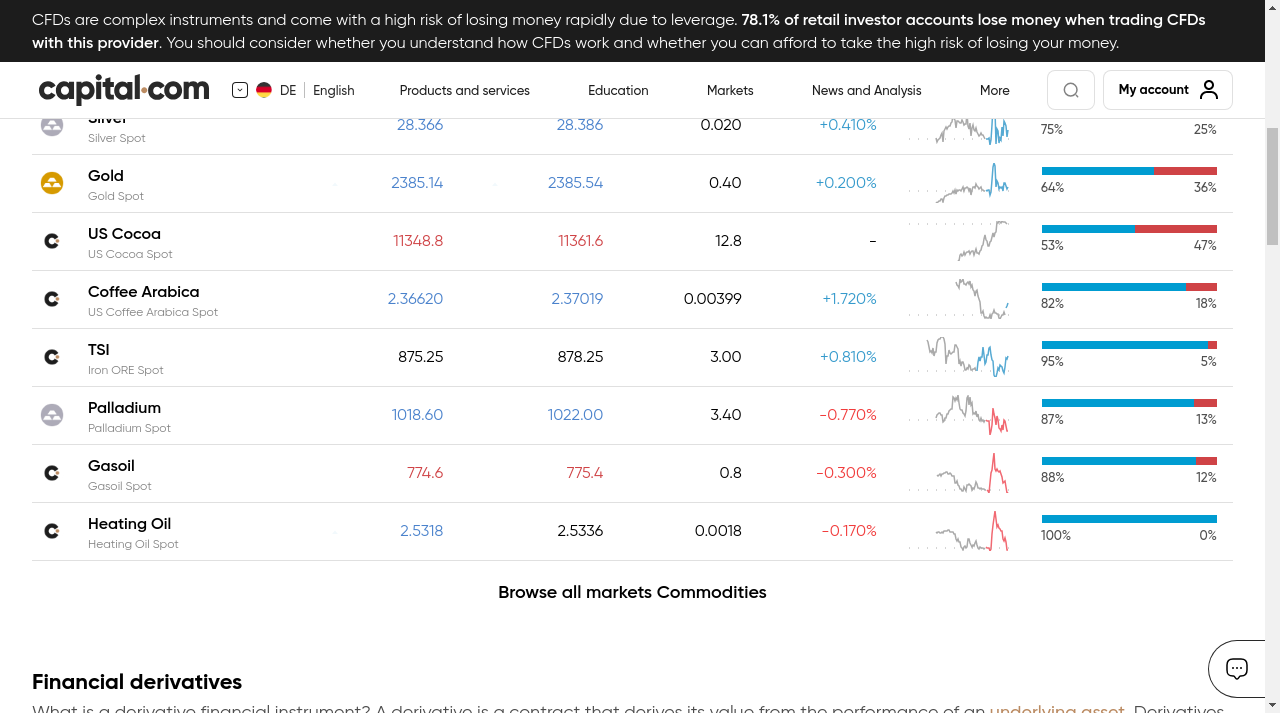 CFDs are complex instruments and come with a high risk of losing money rapidly due to leverage. 78.1% of retail investor accounts lose money when trading CFDs
with this provider. You should consider whether you understand how CFDs work and whether you can afford to take the high risk of losing your money.
capital.com DE English Products and services Education Markets News and Analysis More My account
Silver 28.366 28.386 0.020 +0.410% 75% 25%
Silver Spot
Gold 2385.14 2385.54 0.40 +0.200% 64% 36%
Gold Spot
US Cocoa 11348.8 11361.6 12.8 - 53% 47%
US Cocoa Spot
Coffee Arabica 2.36620 2.37019 0.00399 +1.720% 82% 18%
US Coffee Arabica Spot
TSI 875.25 878.25 3.00 +0.810% 95% 5%
Iron ORE Spot
Palladium 1018.60 1022.00 3.40 -0.770% 87% 13%
Palladium Spot
Gasoil 774.6 775.4 0.8 -0.300% 88% 12%
Gasoil Spot
Heating Oil 2.5318 2.5336 0.0018 -0.170% 100% 0%
Heating Oil Spot
Browse all markets Commodities
Financial derivatives
What is a derivative financial instrument? A derivative is a contract that derives its value from the performance of an underlying asset. Derivatives